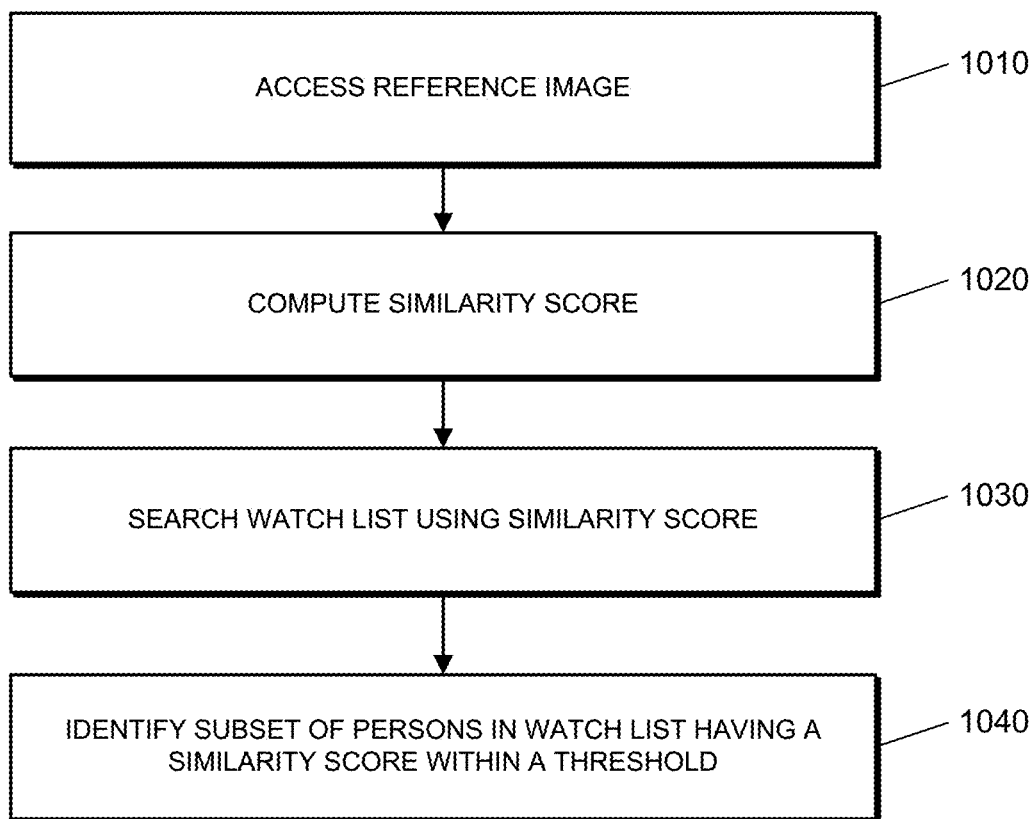 ACCESS REFERENCE IMAGE
1010
COMPUTE SIMILARITY SCORE
1020
SEARCH WATCH LIST USING SIMILARITY SCORE
1030
IDENTIFY SUBSET OF PERSONS IN WATCH LIST HAVING A
SIMILARITY SCORE WITHIN A THRESHOLD
1040